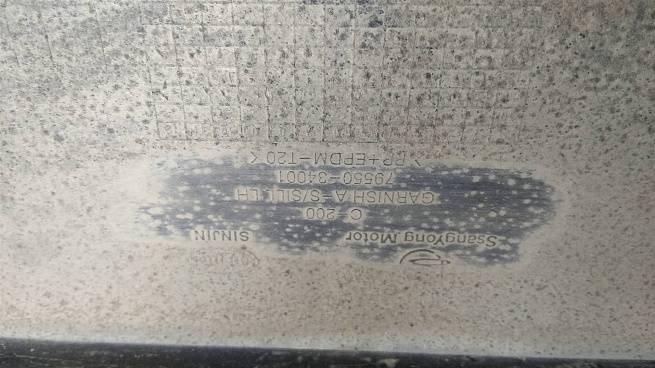 SsangYong Motor SINJIN
C-200
GARNISH A-S/SILL LH
79550-34001
>PP+EPDM-T20<